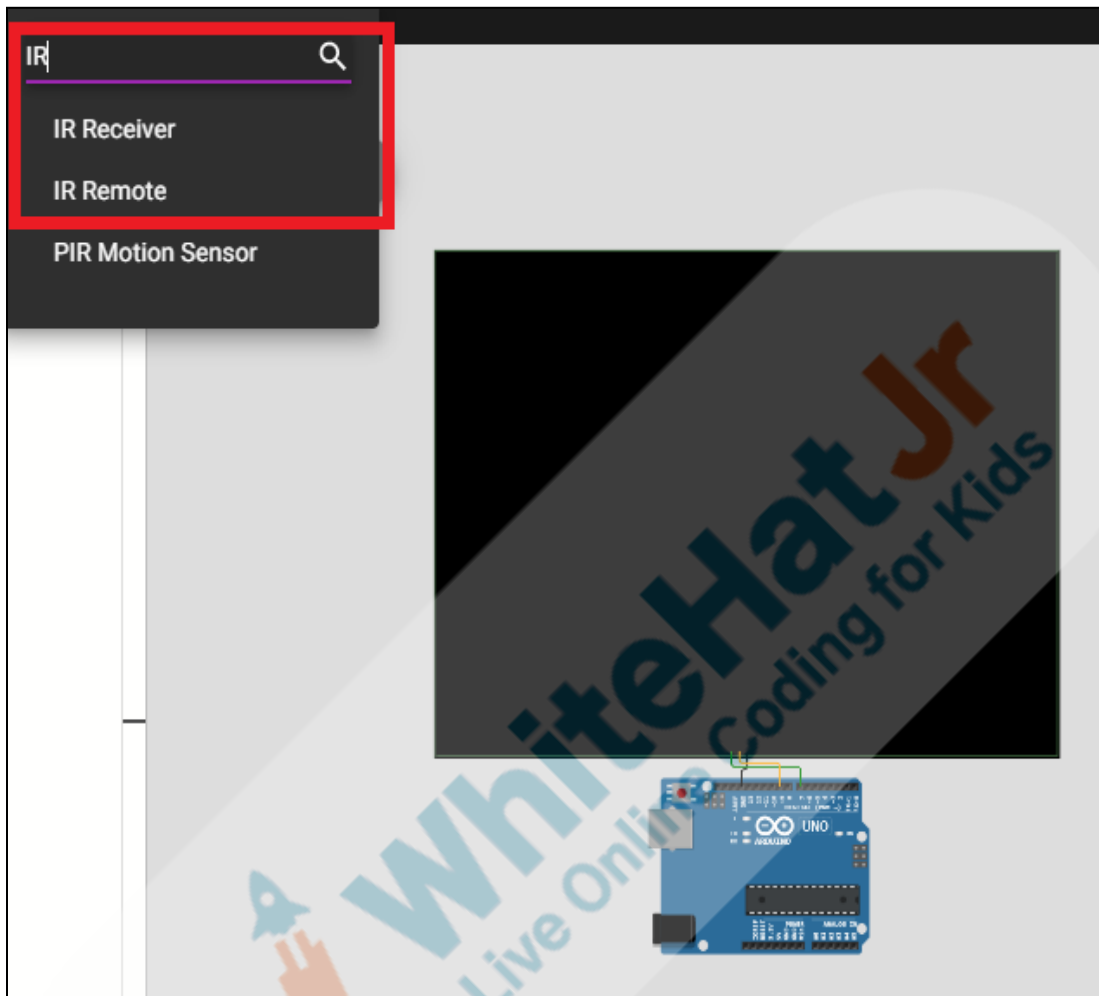 IR
IR Receiver
IR Remote
PIR Motion Sensor
WhiteHat Jr
Live Online Coding for Kids
UNO
ARDUINO